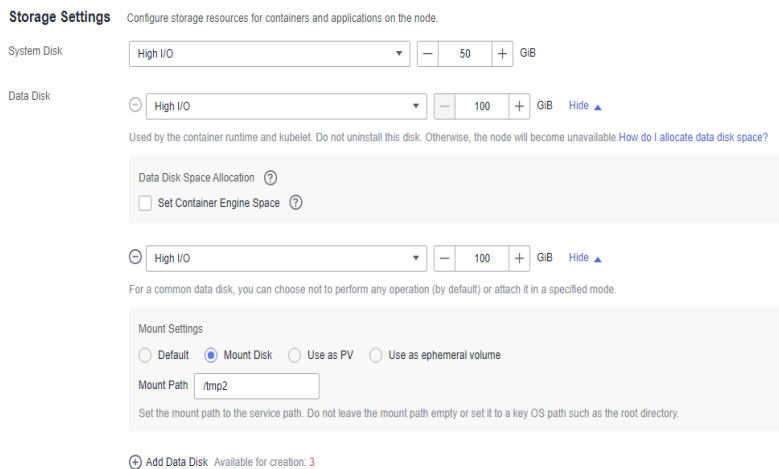 Storage Settings Configure storage resources for containers and applications on the node.
System Disk High I/O 50 GiB
Data Disk High I/O 100 GiB Hide
Used by the container runtime and kubelet. Do not uninstall this disk. Otherwise, the node will become unavailable.How do I allocate data disk space?
Data Disk Space Allocation ?
Set Container Engine Space ?
High I/O 100 GiB Hide
For a common data disk, you can choose not to perform any operation (by default) or attach it in a specified mode.
Mount Settings
Default Mount Disk Use as PV Use as ephemeral volume
Mount Path /tmp2
Set the mount path to the service path. Do not leave the mount path empty or set it to a key OS path such as the root directory.
Add Data Disk Available for creation: 3